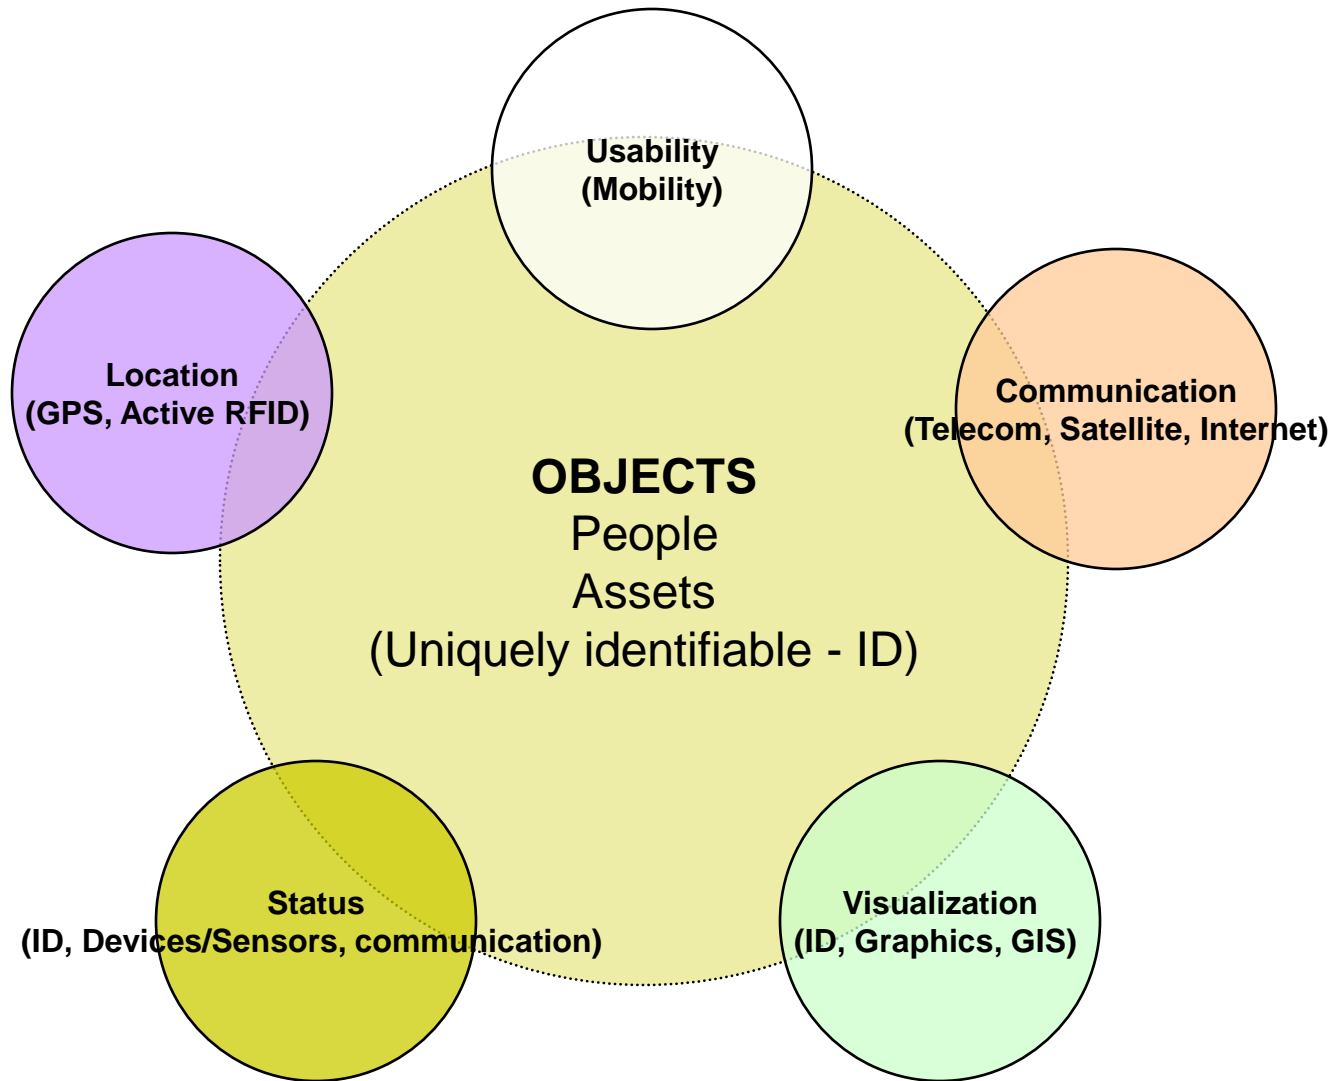 Usability
(Mobility)
Location
(GPS, Active RFID)
Communication
(Telecom, Satellite, Internet)
OBJECTS
People
Assets
(Uniquely identifiable - ID)
Status
(ID, Devices/Sensors, communication)
Visualization
(ID, Graphics, GIS)